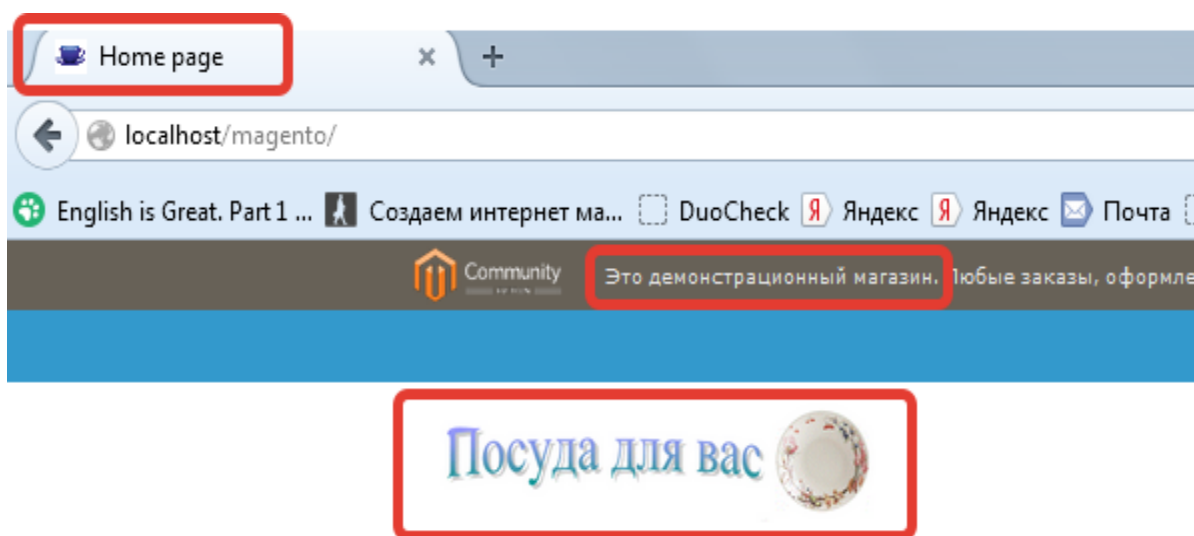 Home page
localhost/magento/
English is Great. Part 1 ... Создаем интернет ма... DuoCheck Яндекс Яндекс Почта
Community Это демонстрационный магазин. Любые заказы, оформле
Посуда для вас